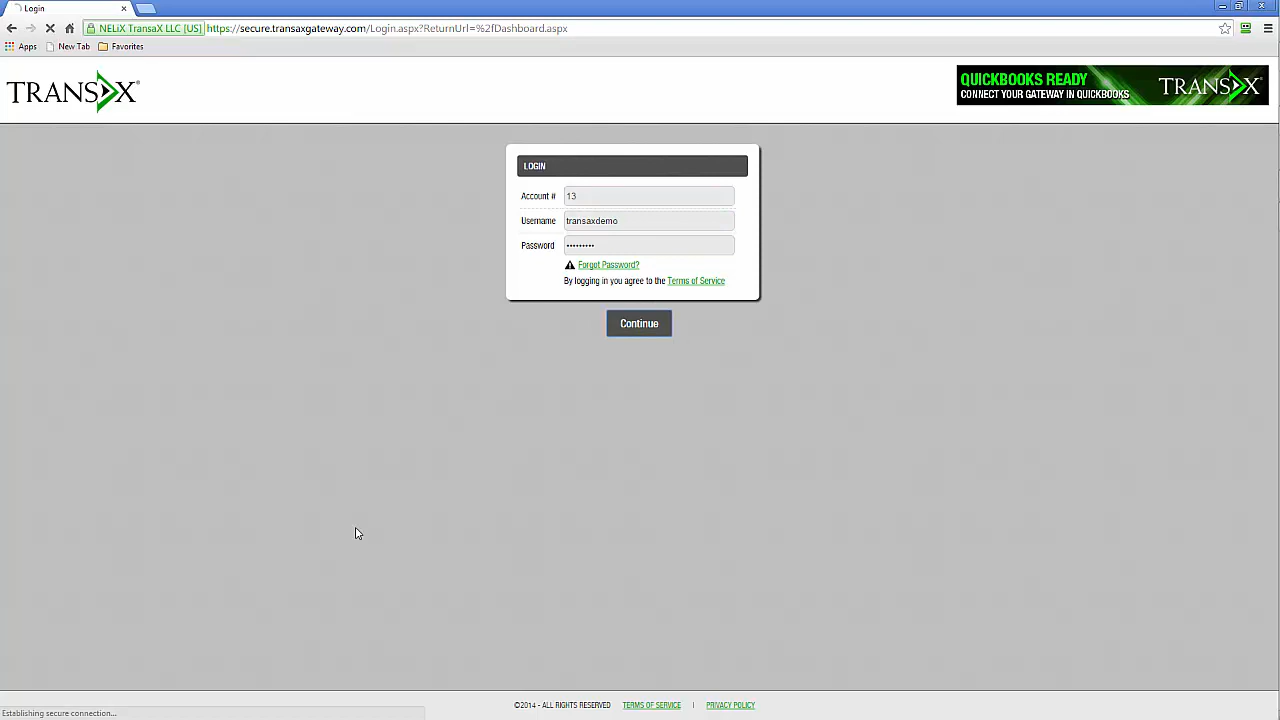 Login
NELiX TransaX LLC [US] https://secure.transaxgateway.com/Login.aspx?ReturnUrl=%2fDashboard.aspx
Apps New Tab Favorites
TRANSX
QUICKBOOKS READY
CONNECT YOUR GATEWAY IN QUICKBOOKS
TRANSX
LOGIN
Account # 13
Username transaxdemo
Password •••••••••
Forgot Password?
By logging in you agree to the Terms of Service
Continue
©2014 - ALL RIGHTS RESERVED TERMS OF SERVICE | PRIVACY POLICY
Establishing secure connection...